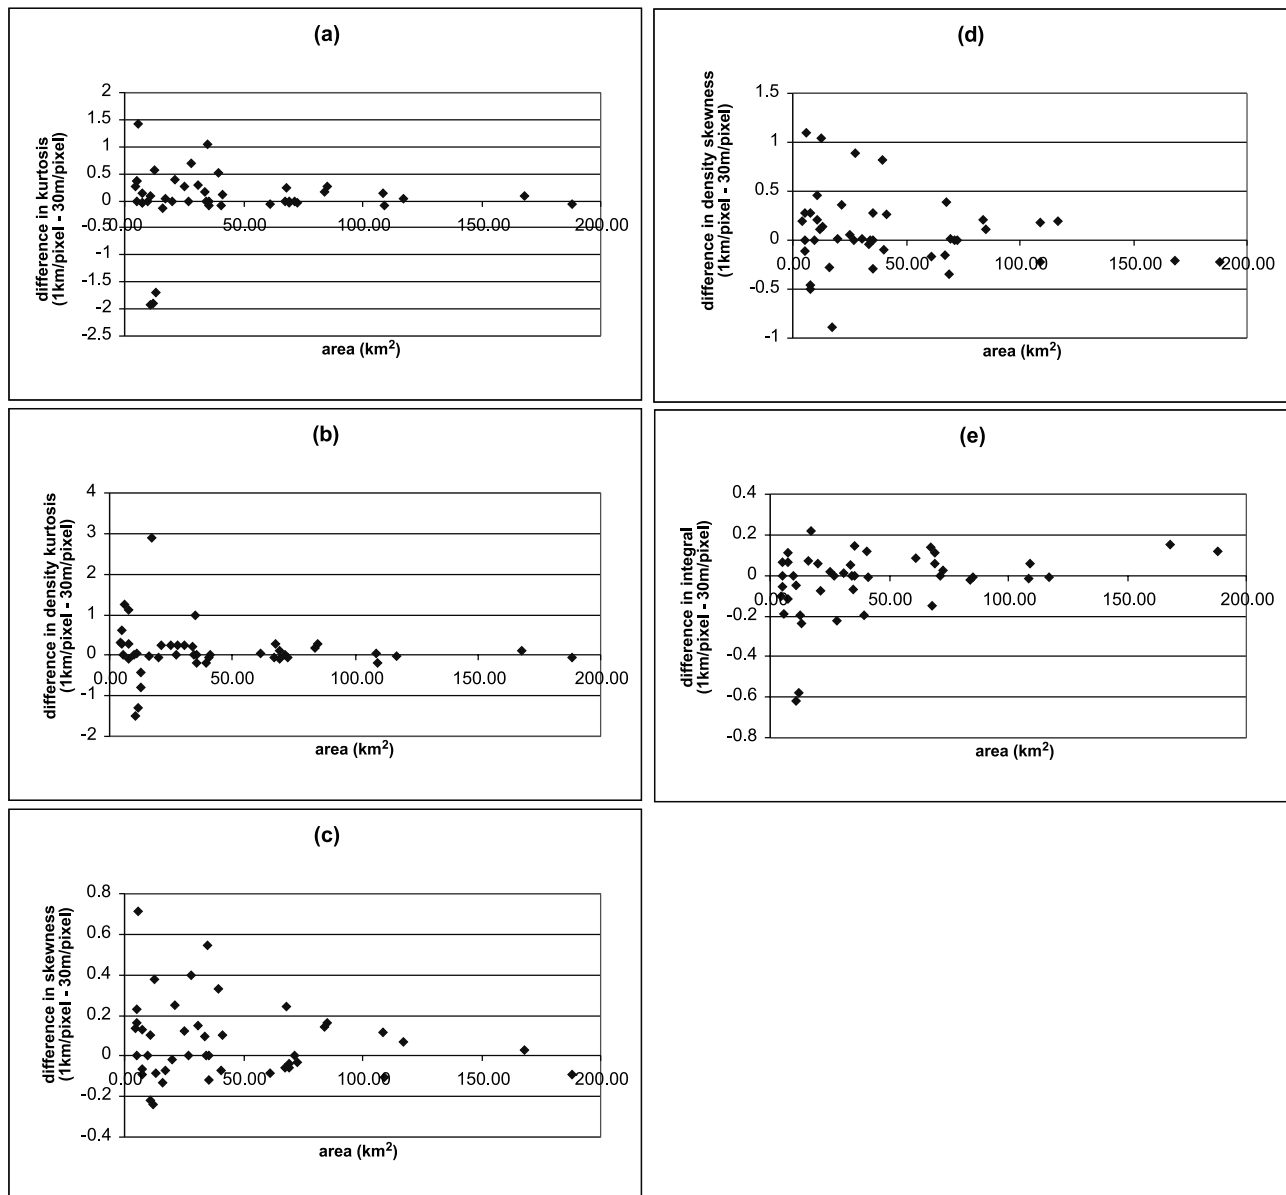 (a)
difference in kurtosis
(1km/pixel - 30m/pixel)
2
1.5
1
0.5
0
-0.5
-1
-1.5
-2
-2.5
0.00 50.00 100.00 150.00 200.00
area (km²)
(b)
difference in density kurtosis
(1km/pixel - 30m/pixel)
4
3
2
1
0
-1
-2
0.00 50.00 100.00 150.00 200.00
area (km²)
(c)
difference in skewness
(1km/pixel - 30m/pixel)
0.8
0.6
0.4
0.2
0
-0.2
-0.4
0.00 50.00 100.00 150.00 200.00
area (km²)
(d)
difference in density skewness
(1km/pixel - 30m/pixel)
1.5
1
0.5
0
-0.5
-1
0.00 50.00 100.00 150.00 200.00
area (km²)
(e)
difference in integral
(1km/pixel - 30m/pixel)
0.4
0.2
0
-0.2
-0.4
-0.6
-0.8
0.00 50.00 100.00 150.00 200.00
area (km²)